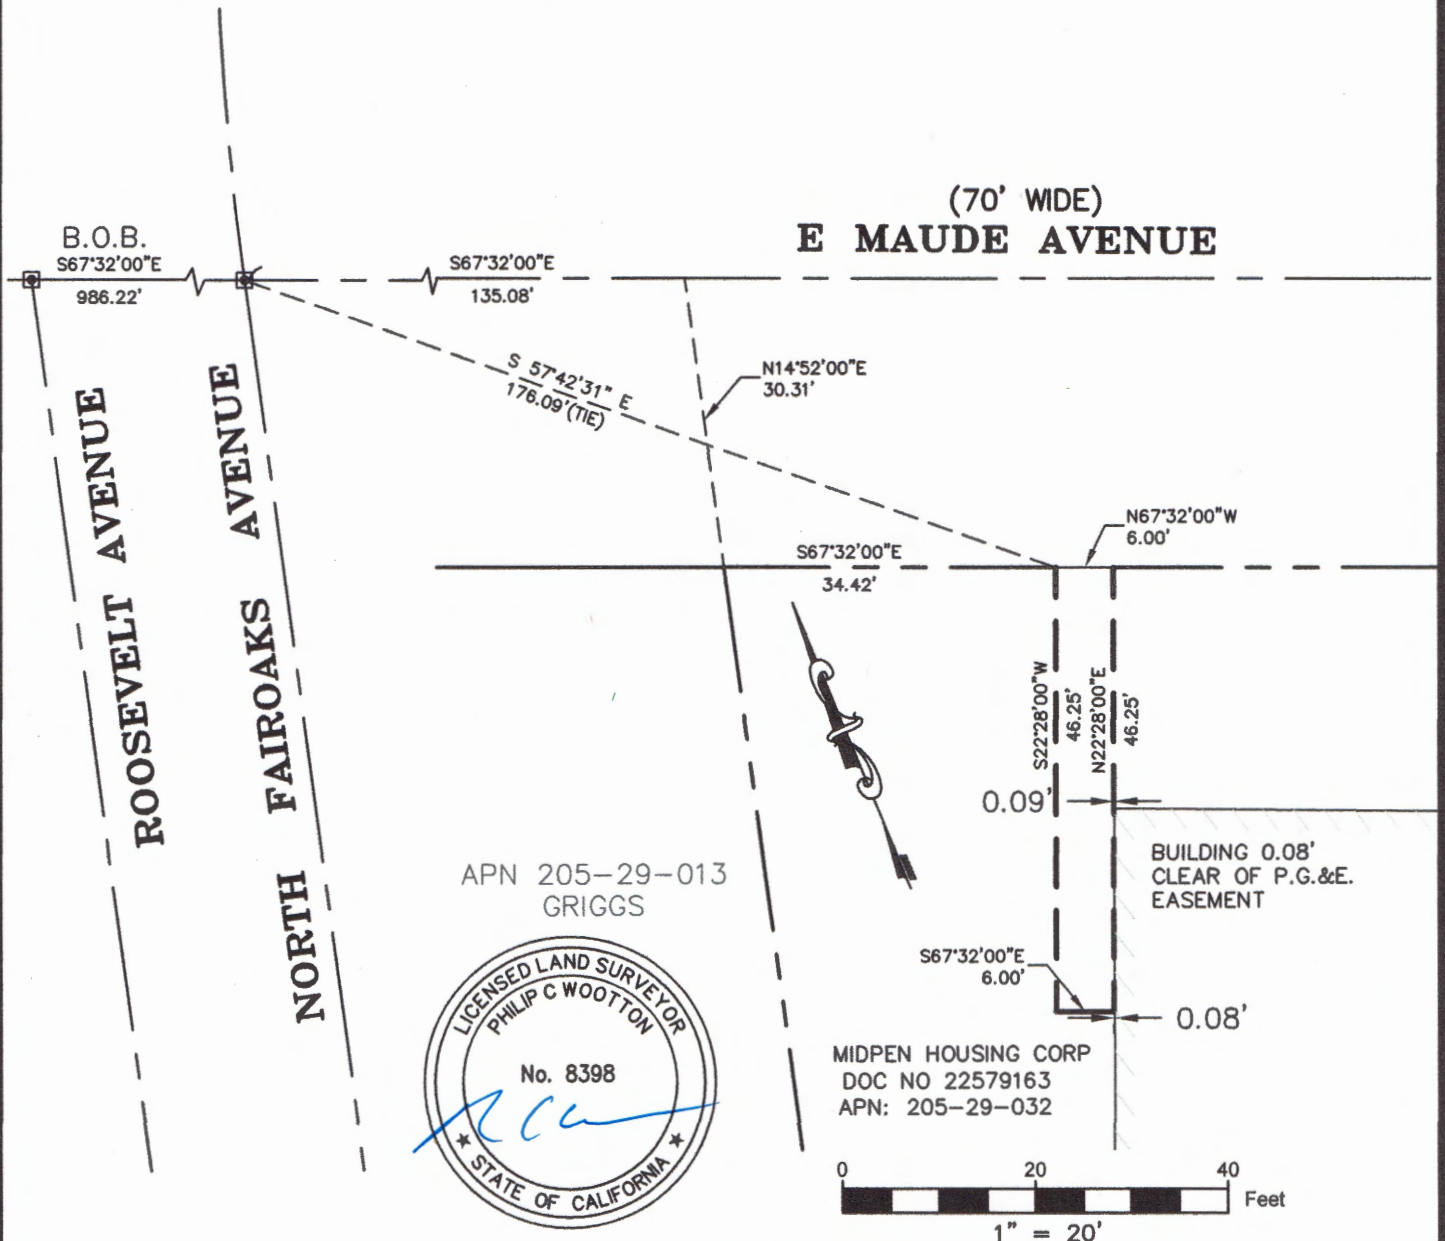 (70' WIDE)
E MAUDE AVENUE
B.O.B.
S67°32'00"E
986.22'
S67°32'00"E
135.08'
S 57°42'31" E
176.09'(TIE)
N14°52'00"E
30.31'
N67°32'00"W
6.00'
S67°32'00"E
34.42'
ROOSEVELT AVENUE
NORTH FAIROAKS AVENUE
S22°28'00"W
46.25'
N22°28'00"E
46.25'
0.09'
BUILDING 0.08'
CLEAR OF P.G.&E.
EASEMENT
APN 205-29-013
GRIGGS
S67°32'00"E
6.00'
0.08'
LICENSED LAND SURVEYOR
PHILIP C WOOTTON
No. 8398
STATE OF CALIFORNIA
MIDPEN HOUSING CORP
DOC NO 22579163
APN: 205-29-032
0 20 40
Feet
1" = 20'